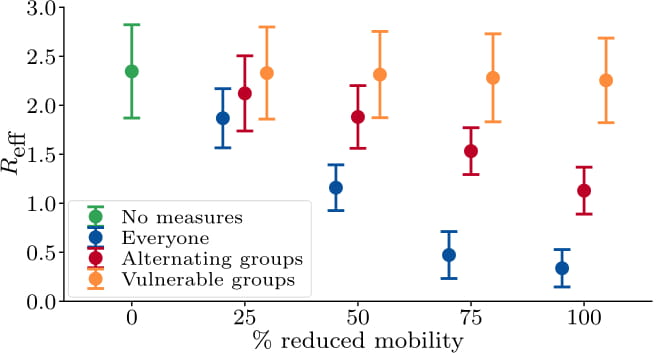 3.0
2.5
2.0
1.5
1.0
0.5
0.0
R_eff
No measures
Everyone
Alternating groups
Vulnerable groups
0 25 50 75 100
% reduced mobility